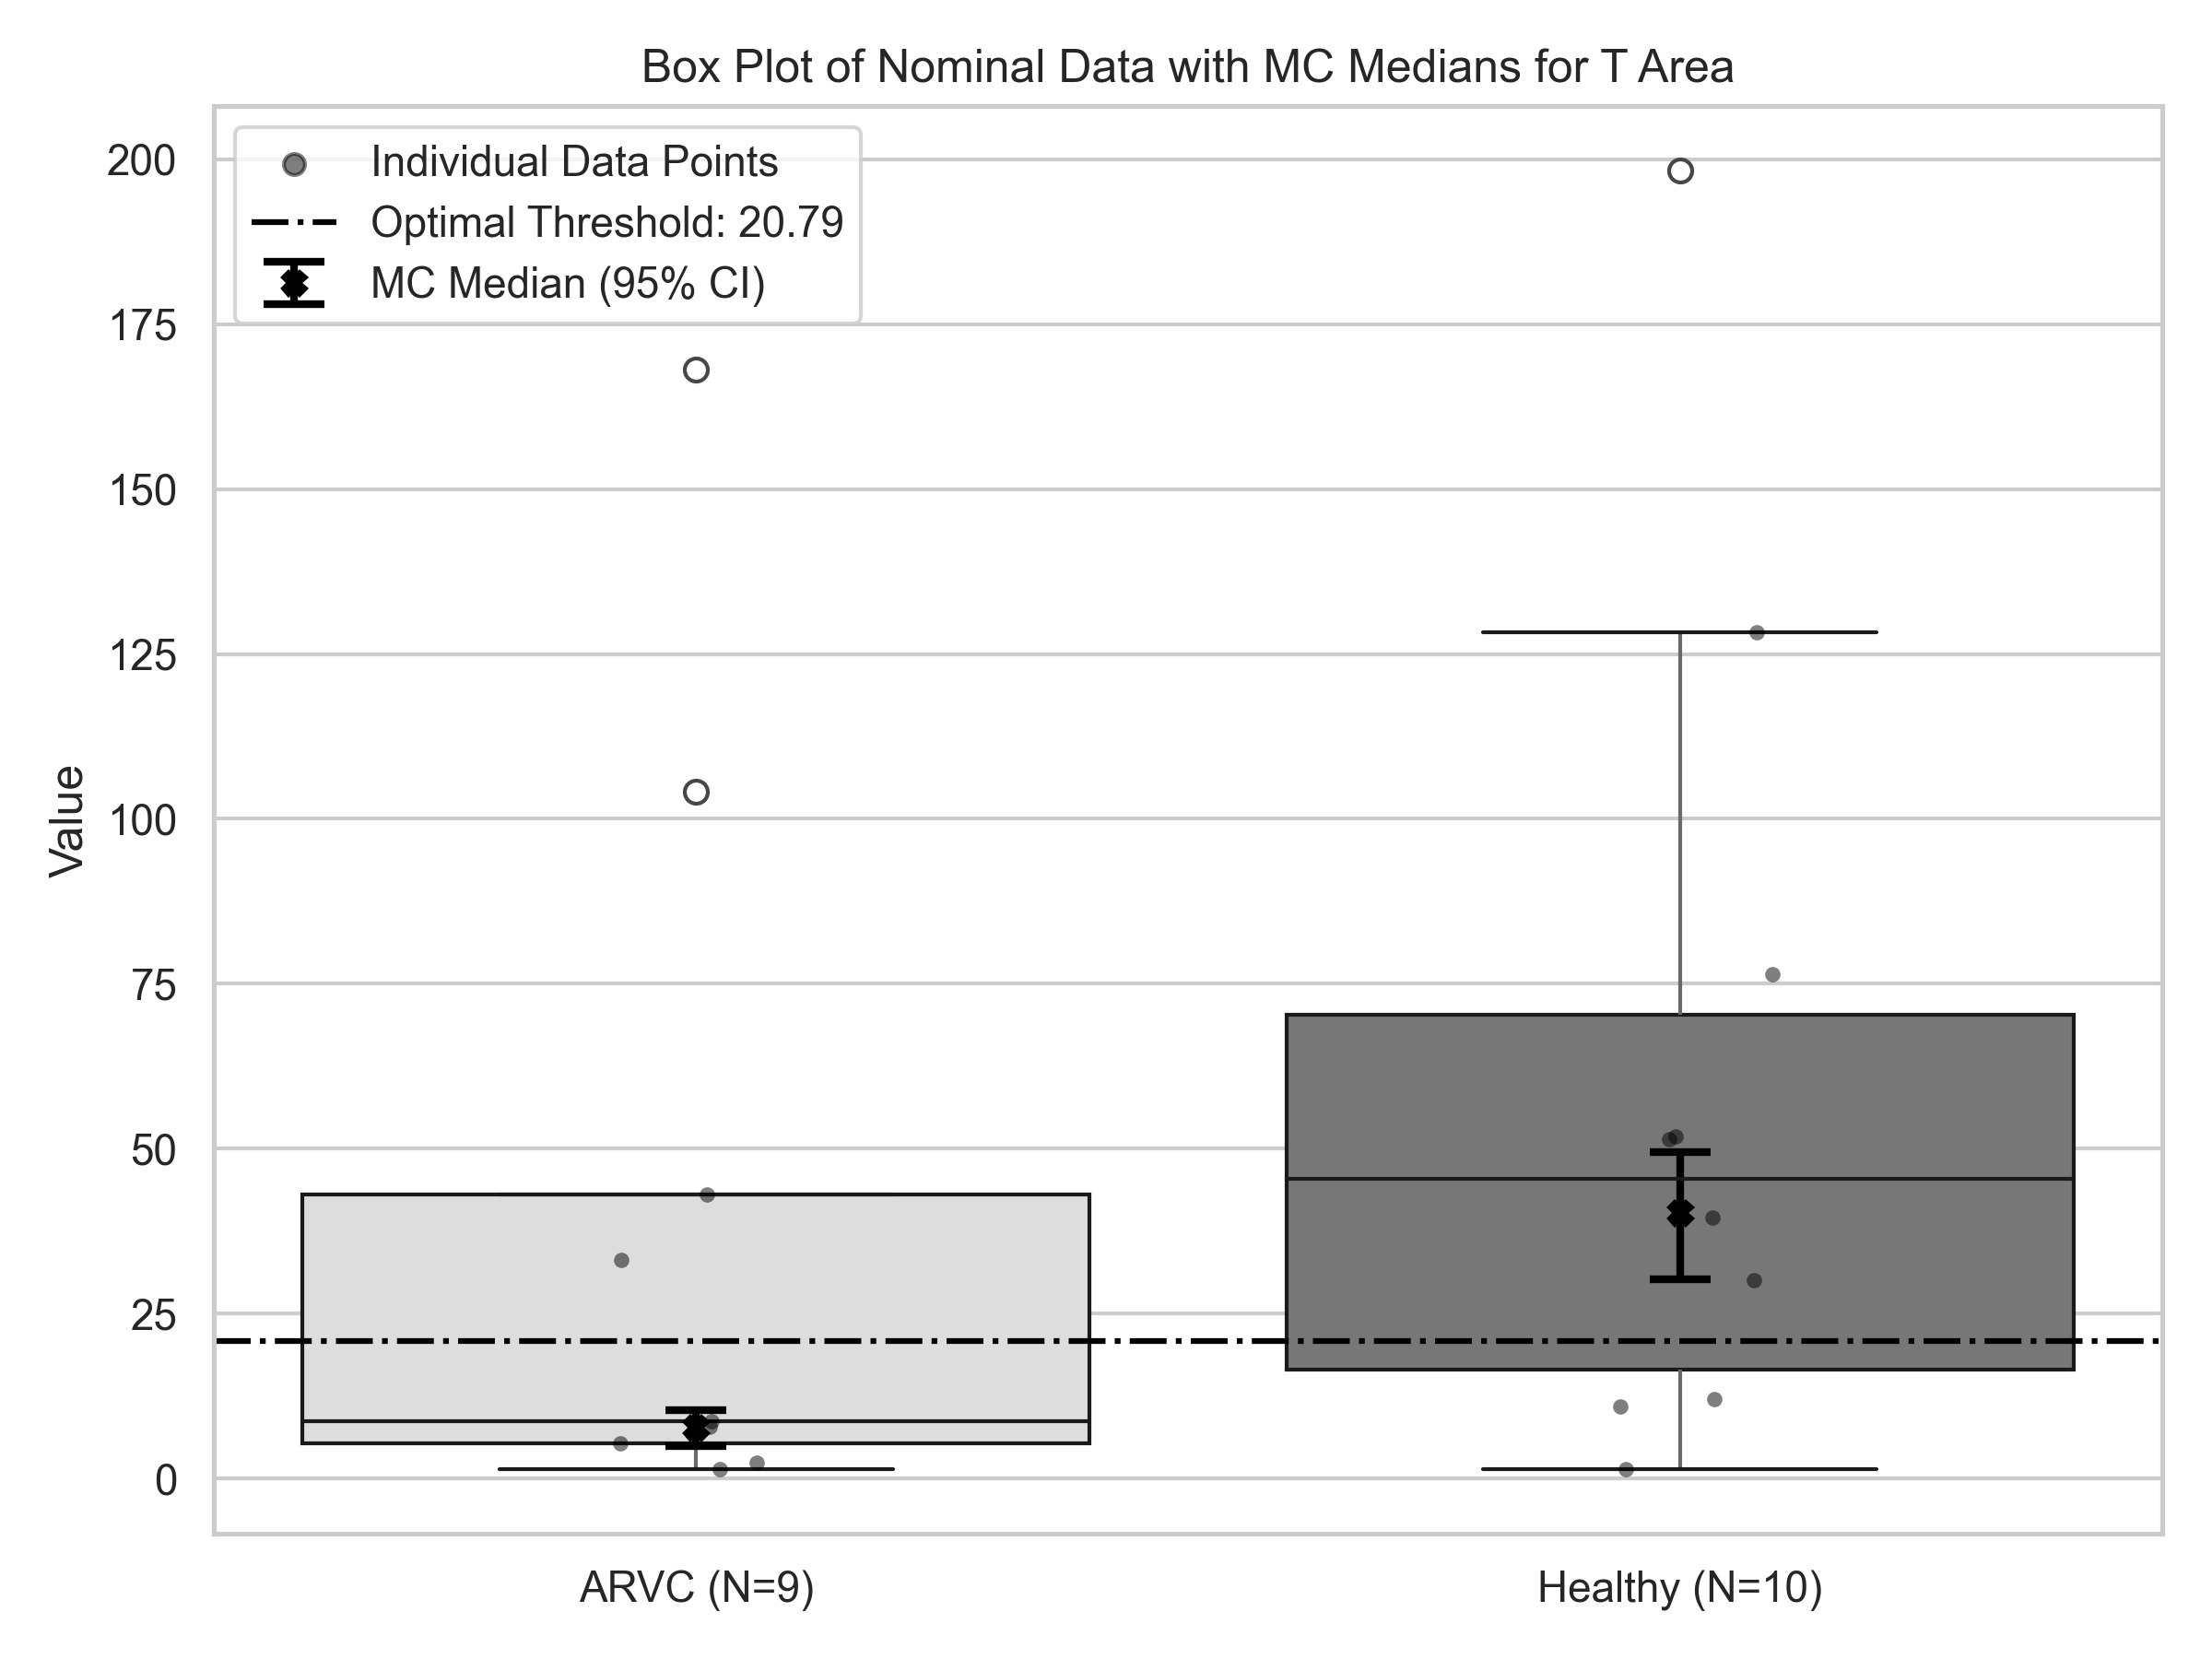 Box Plot of Nominal Data with MC Medians for T Area
Individual Data Points
Optimal Threshold: 20.79
MC Median (95% CI)
Value
200
175
150
125
100
75
50
25
0
ARVC (N=9)
Healthy (N=10)